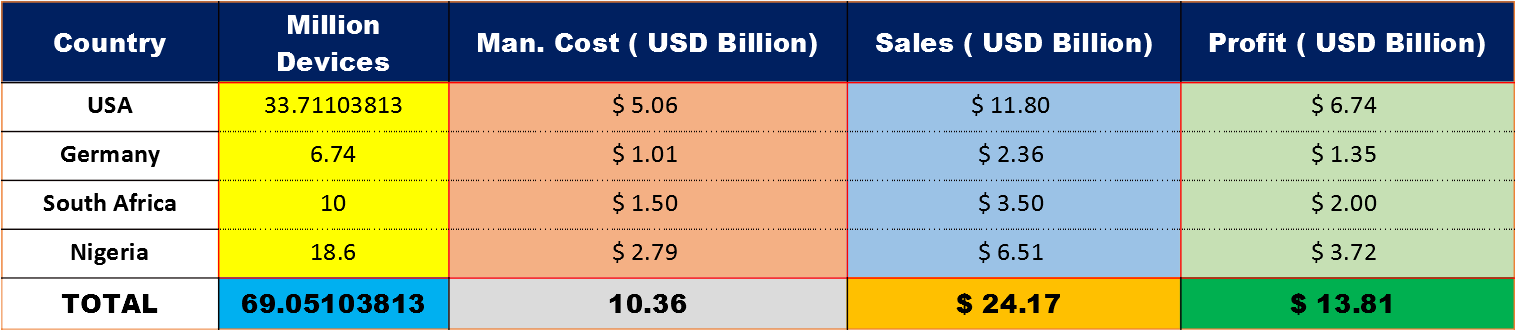 Country Million Devices Man. Cost ( USD Billion) Sales ( USD Billion) Profit ( USD Billion)
USA 33.71103813 $ 5.06 $ 11.80 $ 6.74
Germany 6.74 $ 1.01 $ 2.36 $ 1.35
South Africa 10 $ 1.50 $ 3.50 $ 2.00
Nigeria 18.6 $ 2.79 $ 6.51 $ 3.72
TOTAL 69.05103813 10.36 $ 24.17 $ 13.81